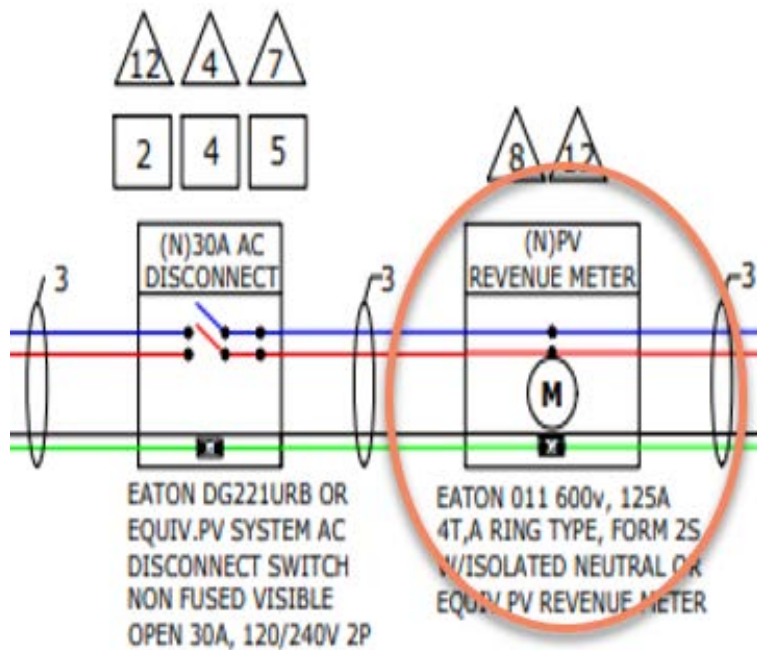 12 4 7
2 4 5
8 12
(N)30A AC
DISCONNECT
(N)PV
REVENUE METER
3
3
3
M
EATON DG221URB OR
EQUIV.PV SYSTEM AC
DISCONNECT SWITCH
NON FUSED VISIBLE
OPEN 30A, 120/240V 2P
EATON 011 600v, 125A
4T,A RING TYPE, FORM 2S
W/ISOLATED NEUTRAL OR
EQUIV.PV REVENUE METER